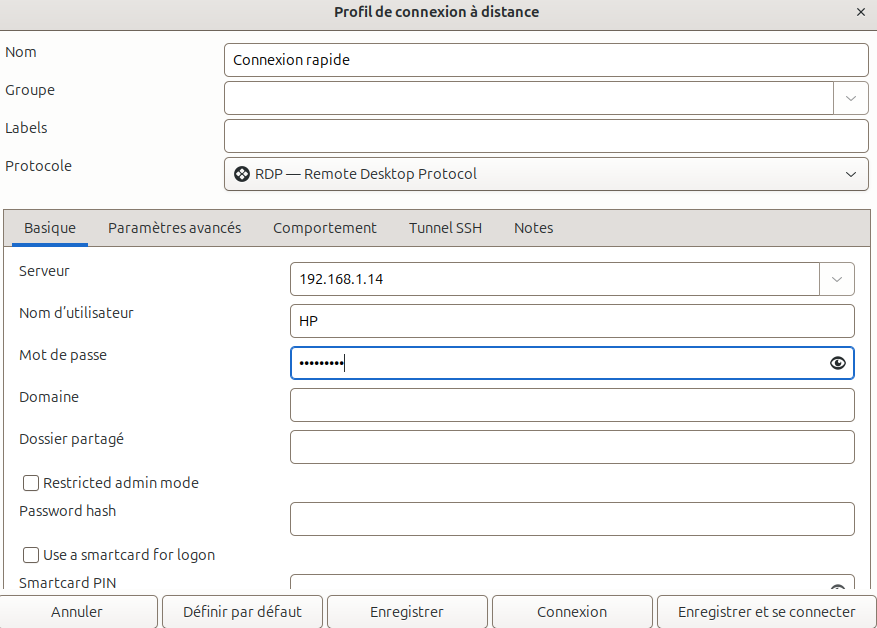 Profil de connexion à distance
Nom
Connexion rapide
Groupe
Labels
Protocole
RDP — Remote Desktop Protocol
Basique Paramètres avancés Comportement Tunnel SSH Notes
Serveur
192.168.1.14
Nom d’utilisateur
HP
Mot de passe
•••••••••
Domaine
Dossier partagé
Restricted admin mode
Password hash
Use a smartcard for logon
Smartcard PIN
Annuler Définir par défaut Enregistrer Connexion Enregistrer et se connecter